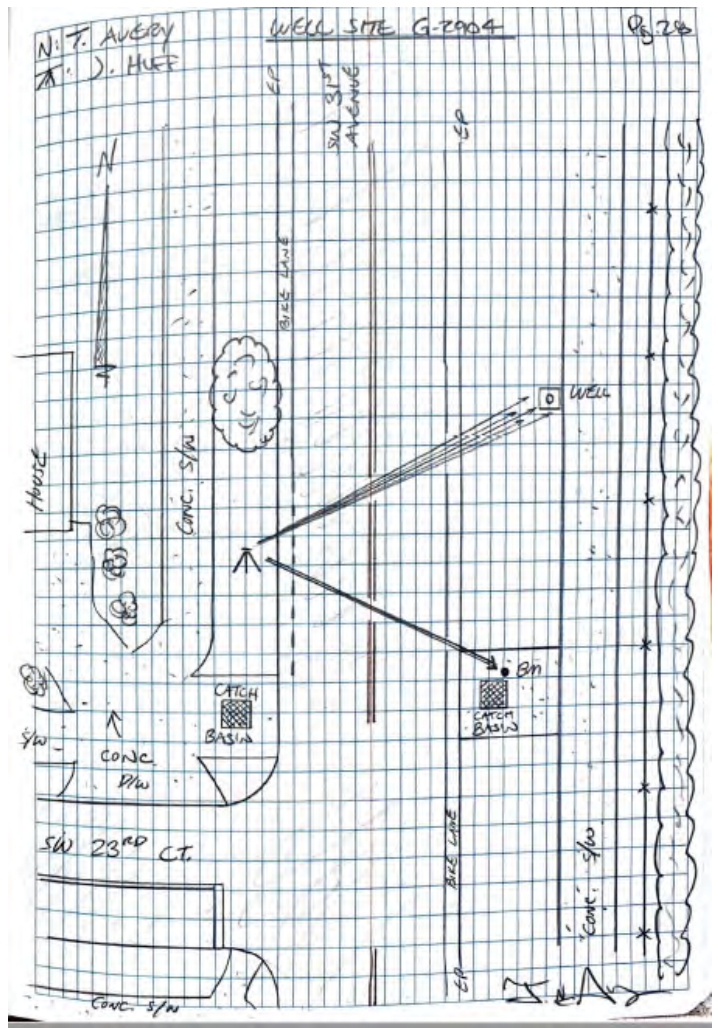 N: T. AVERY
WELL SITE G-2904
Pg. 28
⊼: J. HUFF
EP
SW 31ST
AVENUE
EP
N
BIKE LANE
WELL
HOUSE
CONC. S/W
BM
CATCH
BASIN
CATCH
BASIN
S/W
CONC
D/W
SW 23RD CT.
BIKE LANE
CONC. S/W
EP
CONC. S/W